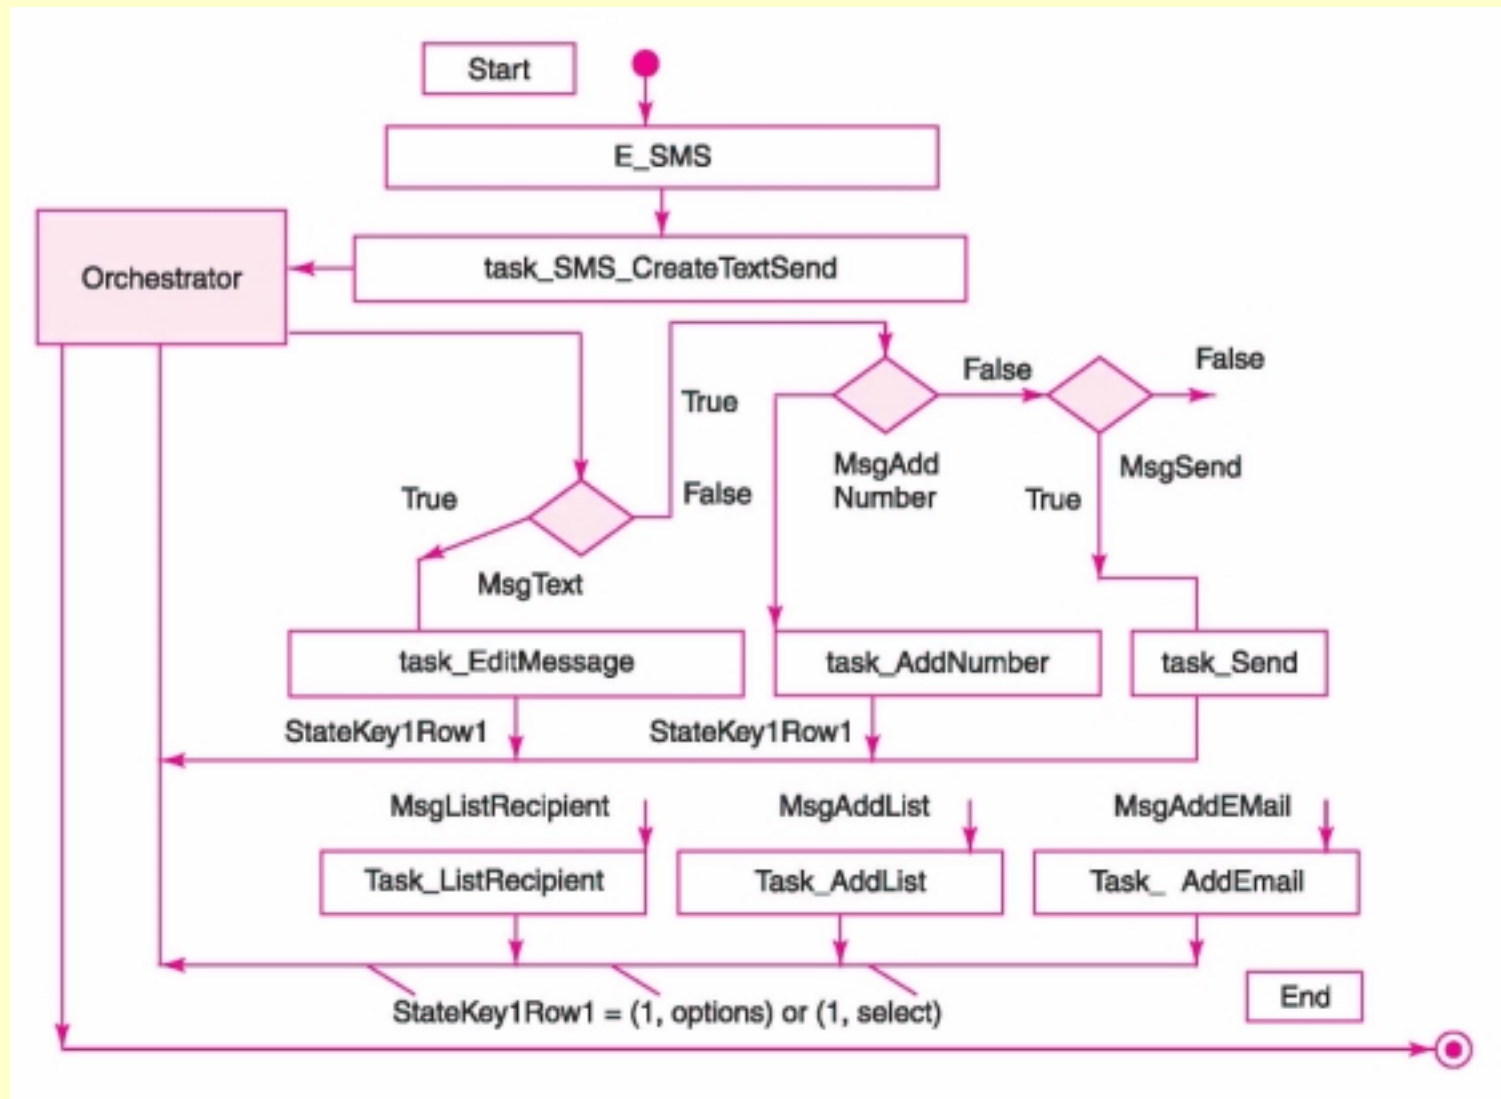 Start
E_SMS
task_SMS_CreateTextSend
Orchestrator
False
False
True
MsgAdd
Number
MsgSend
True
False
True
MsgText
task_EditMessage
task_AddNumber
task_Send
StateKey1Row1
StateKey1Row1
MsgListRecipient
MsgAddList
MsgAddEMail
Task_ListRecipient
Task_AddList
Task_ AddEmail
StateKey1Row1 = (1, options) or (1, select)
End